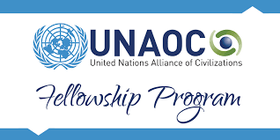 UNAOC
United Nations Alliance of Civilizations
Fellowship Program